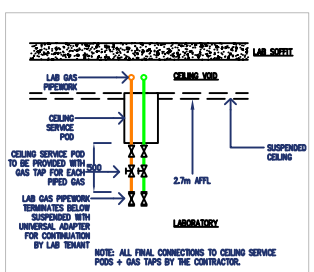 LAB SOFFIT
LAB GAS
PIPEWORK
CEILING VOID
CEILING
SERVICE
POD
SUSPENDED
CEILING
CEILING SERVICE POD
TO BE PROVIDED WITH
GAS TAP FOR EACH
PIPED GAS
500
2.7m AFFL
LAB GAS PIPEWORK
TERMINATES BELOW
SUSPENDED WITH
UNIVERSAL ADAPTER
FOR CONTINUATION
BY LAB TENANT
LABORATORY
NOTE: ALL FINAL CONNECTIONS TO CEILING SERVICE
PODS + GAS TAPS BY THE CONTRACTOR.